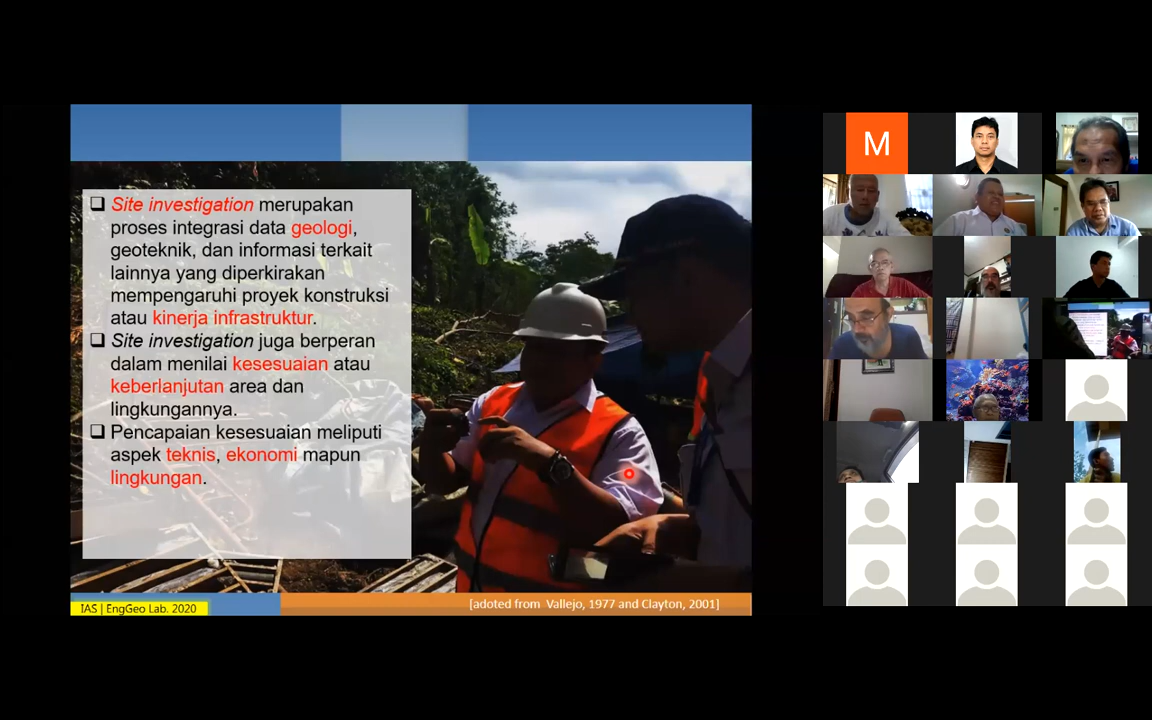 ❑ Site investigation merupakan
proses integrasi data geologi,
geoteknik, dan informasi terkait
lainnya yang diperkirakan
mempengaruhi proyek konstruksi
atau kinerja infrastruktur.
❑ Site investigation juga berperan
dalam menilai kesesuaian atau
keberlanjutan area dan
lingkungannya.
❑ Pencapaian kesesuaian meliputi
aspek teknis, ekonomi mapun
lingkungan.
IAS | EngGeo Lab. 2020
[adoted from Vallejo, 1977 and Clayton, 2001]
M